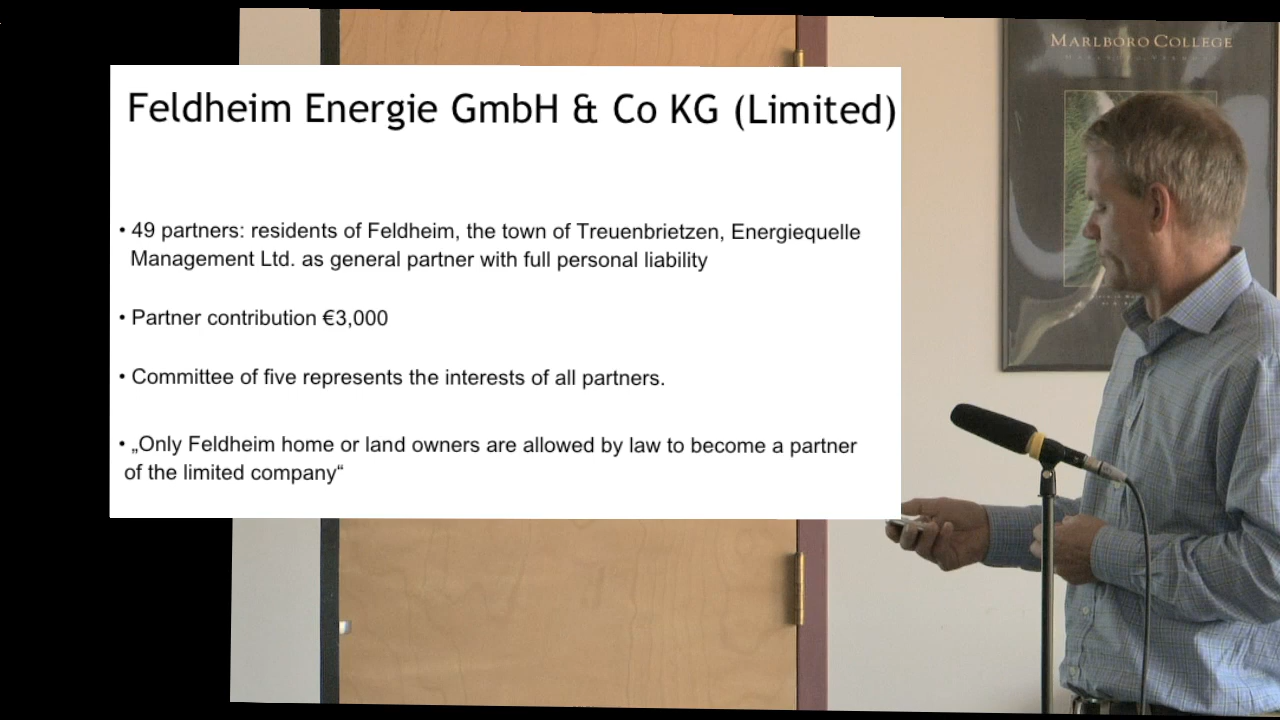 MARLBORO COLLEGE
Feldheim Energie GmbH & Co KG (Limited)
• 49 partners: residents of Feldheim, the town of Treuenbrietzen, Energiequelle
Management Ltd. as general partner with full personal liability
• Partner contribution €3,000
• Committee of five represents the interests of all partners.
• „Only Feldheim home or land owners are allowed by law to become a partner
of the limited company“